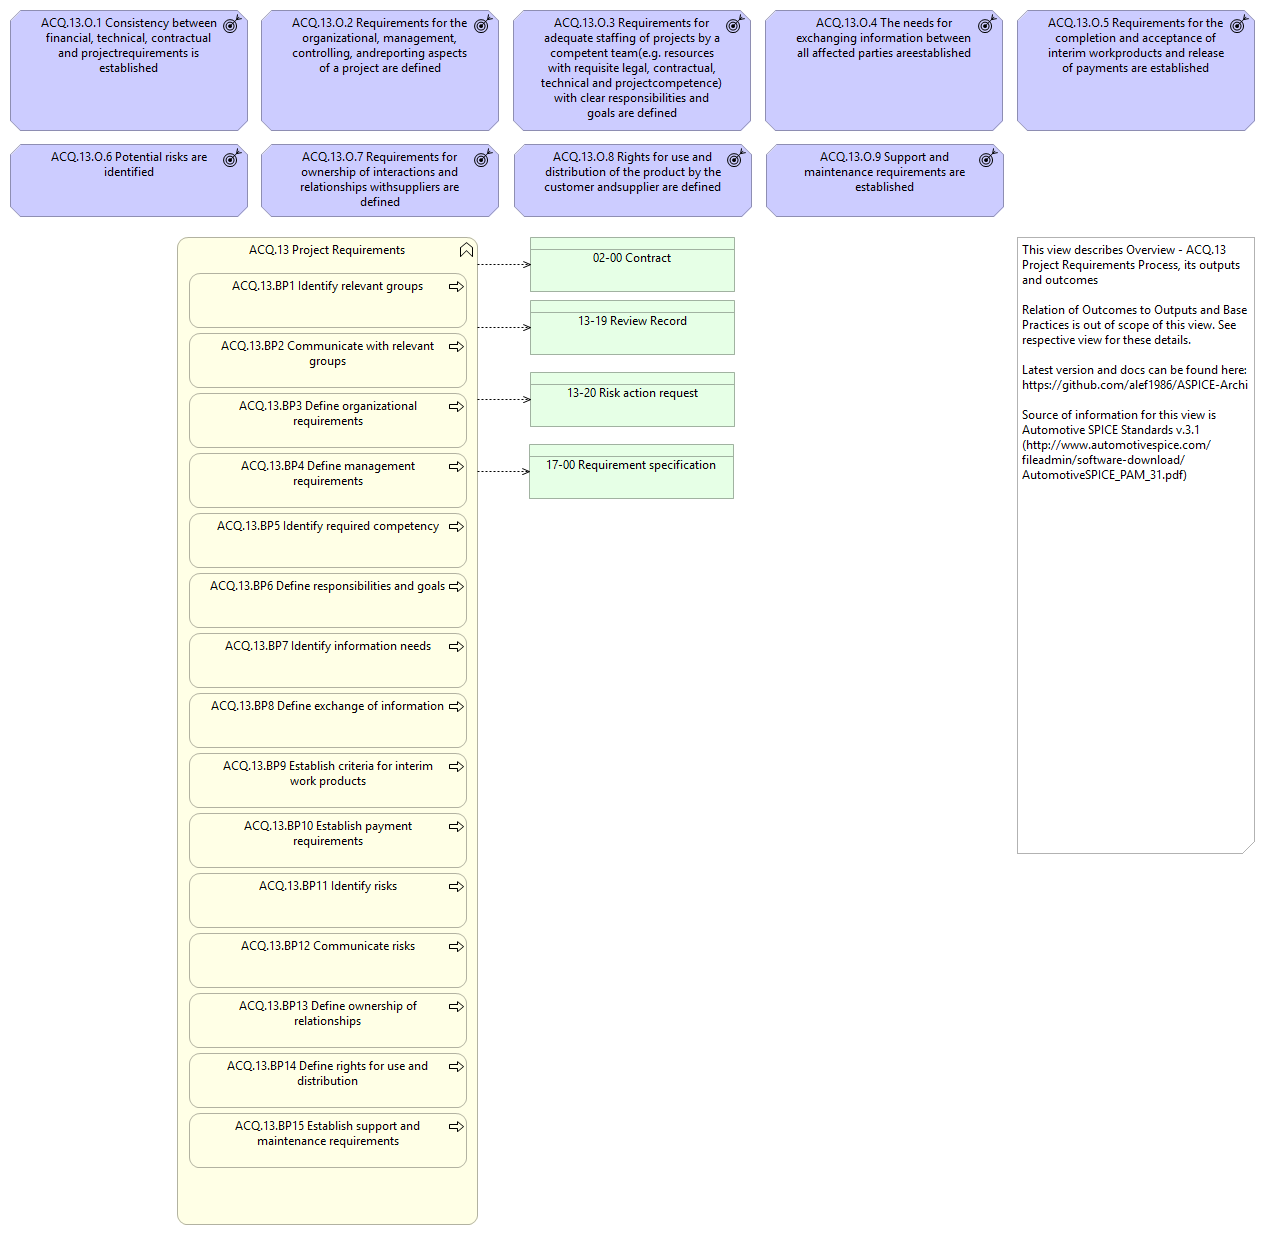 ACQ.13.O.1 Consistency between
financial, technical, contractual
and projectrequirements is
established
ACQ.13.O.2 Requirements for the
organizational, management,
controlling, andreporting aspects
of a project are defined
ACQ.13.O.3 Requirements for
adequate staffing of projects by a
competent team(e.g. resources
with requisite legal, contractual,
technical and projectcompetence)
with clear responsibilities and
goals are defined
ACQ.13.O.4 The needs for
exchanging information between
all affected parties areestablished
ACQ.13.O.5 Requirements for the
completion and acceptance of
interim workproducts and release
of payments are established
ACQ.13.O.6 Potential risks are
identified
ACQ.13.O.7 Requirements for
ownership of interactions and
relationships withsuppliers are
defined
ACQ.13.O.8 Rights for use and
distribution of the product by the
customer andsupplier are defined
ACQ.13.O.9 Support and
maintenance requirements are
established
ACQ.13 Project Requirements
ACQ.13.BP1 Identify relevant groups
ACQ.13.BP2 Communicate with relevant
groups
ACQ.13.BP3 Define organizational
requirements
ACQ.13.BP4 Define management
requirements
ACQ.13.BP5 Identify required competency
ACQ.13.BP6 Define responsibilities and goals
ACQ.13.BP7 Identify information needs
ACQ.13.BP8 Define exchange of information
ACQ.13.BP9 Establish criteria for interim
work products
ACQ.13.BP10 Establish payment
requirements
ACQ.13.BP11 Identify risks
ACQ.13.BP12 Communicate risks
ACQ.13.BP13 Define ownership of
relationships
ACQ.13.BP14 Define rights for use and
distribution
ACQ.13.BP15 Establish support and
maintenance requirements
02-00 Contract
13-19 Review Record
13-20 Risk action request
17-00 Requirement specification
This view describes Overview - ACQ.13
Project Requirements Process, its outputs
and outcomes
Relation of Outcomes to Outputs and Base
Practices is out of scope of this view. See
respective view for these details.
Latest version and docs can be found here:
https://github.com/alef1986/ASPICE-Archi
Source of information for this view is
Automotive SPICE Standards v.3.1
(http://www.automotivespice.com/
fileadmin/software-download/
AutomotiveSPICE_PAM_31.pdf)